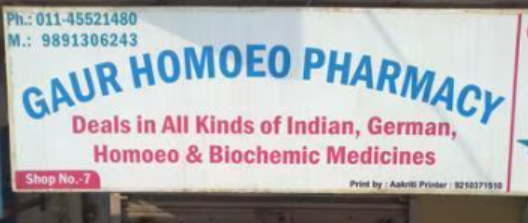 Ph.: 011-45521480
M.: 9891306243
GAUR HOMOEO PHARMACY
Deals in All Kinds of Indian, German,
Homoeo & Biochemic Medicines
Shop No.-7
Print by : Aakriti Printer : 9210371510